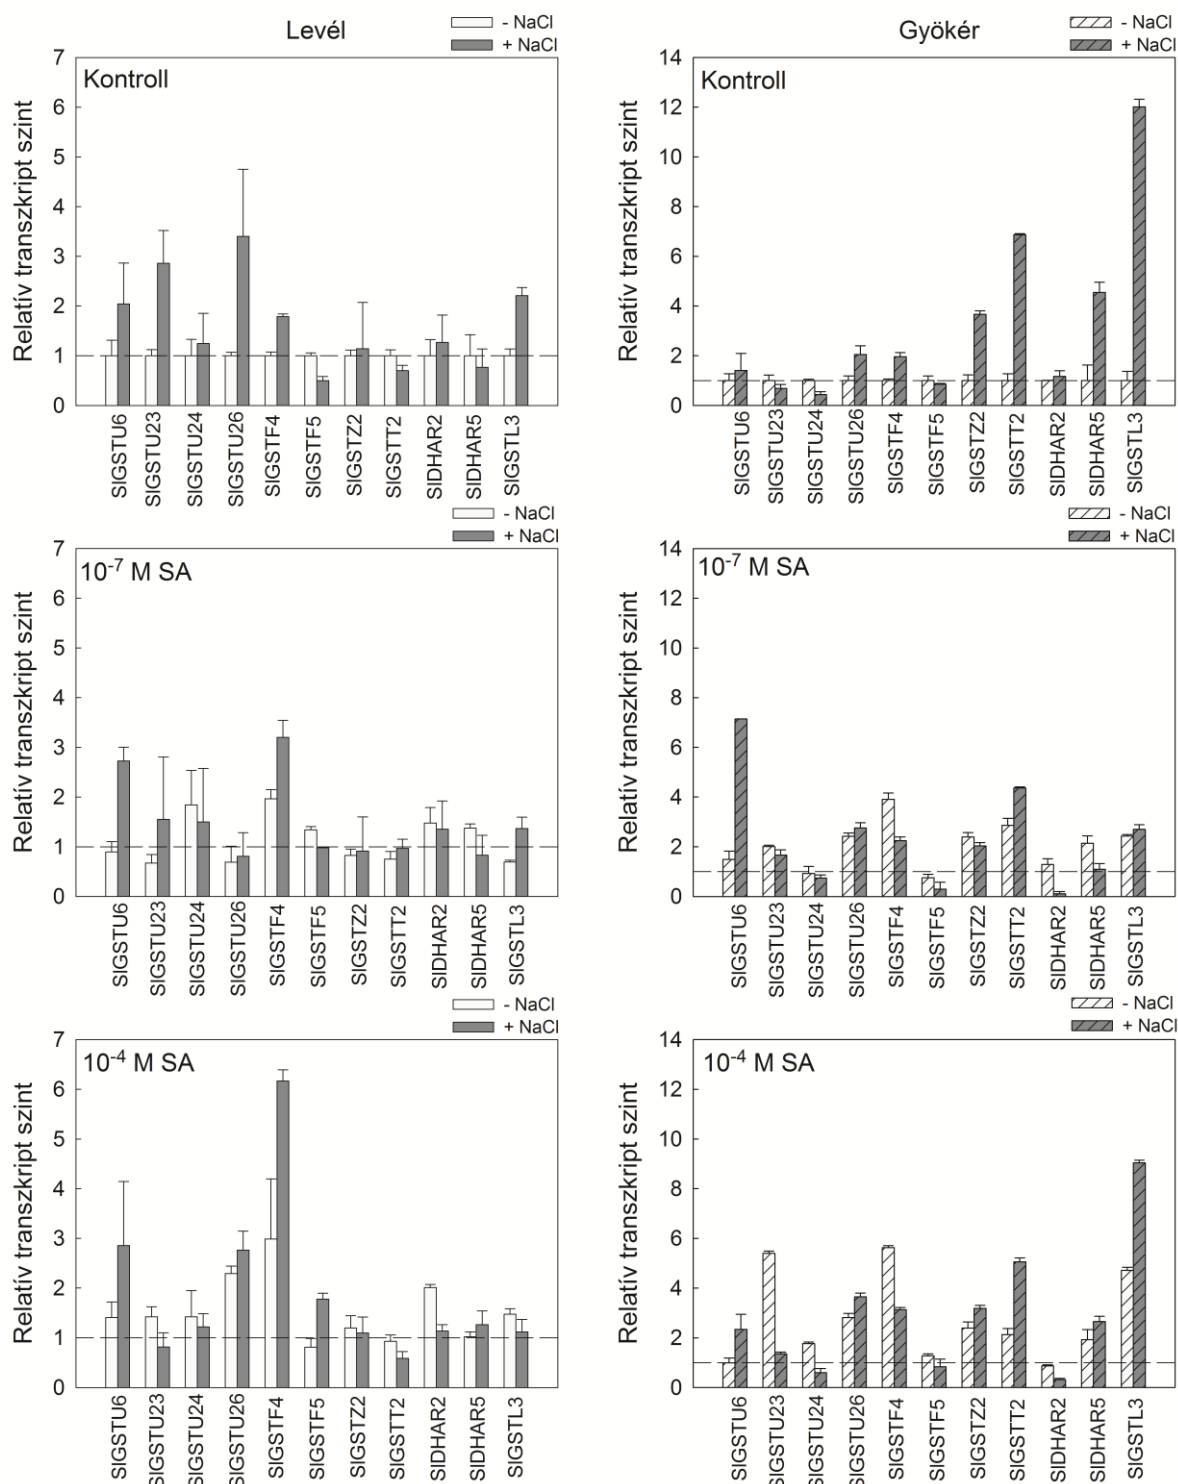 Levél
- NaCl
+ NaCl
Kontroll
Relatív transzkript szint
7
6
5
4
3
2
1
0
SlGSTU6
SlGSTU23
SlGSTU24
SlGSTU26
SlGSTF4
SlGSTF5
SlGSTZ2
SlGSTT2
SlDHAR2
SlDHAR5
SlGSTL3
Gyökér
- NaCl
+ NaCl
Kontroll
Relatív transzkript szint
14
12
10
8
6
4
2
0
SlGSTU6
SlGSTU23
SlGSTU24
SlGSTU26
SlGSTF4
SlGSTF5
SlGSTZ2
SlGSTT2
SlDHAR2
SlDHAR5
SlGSTL3
- NaCl
+ NaCl
10⁻⁷ M SA
Relatív transzkript szint
7
6
5
4
3
2
1
0
SlGSTU6
SlGSTU23
SlGSTU24
SlGSTU26
SlGSTF4
SlGSTF5
SlGSTZ2
SlGSTT2
SlDHAR2
SlDHAR5
SlGSTL3
- NaCl
+ NaCl
10⁻⁷ M SA
Relatív transzkript szint
14
12
10
8
6
4
2
0
SlGSTU6
SlGSTU23
SlGSTU24
SlGSTU26
SlGSTF4
SlGSTF5
SlGSTZ2
SlGSTT2
SlDHAR2
SlDHAR5
SlGSTL3
- NaCl
+ NaCl
10⁻⁴ M SA
Relatív transzkript szint
7
6
5
4
3
2
1
0
SlGSTU6
SlGSTU23
SlGSTU24
SlGSTU26
SlGSTF4
SlGSTF5
SlGSTZ2
SlGSTT2
SlDHAR2
SlDHAR5
SlGSTL3
- NaCl
+ NaCl
10⁻⁴ M SA
Relatív transzkript szint
14
12
10
8
6
4
2
0
SlGSTU6
SlGSTU23
SlGSTU24
SlGSTU26
SlGSTF4
SlGSTF5
SlGSTZ2
SlGSTT2
SlDHAR2
SlDHAR5
SlGSTL3